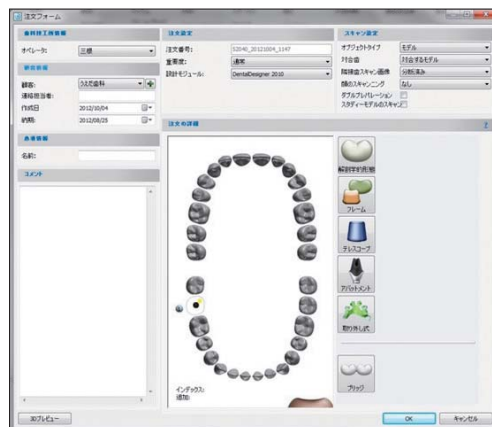 注文フォーム
歯科技工所情報
オペレータ:
三根
顧客:
うえだ歯科
連絡担当者:
作成日
2012/10/04
納期:
2012/08/25
患者情報
名前:
コメント
3Dプレビュー
注文設定
注文番号:
52040_20121004_1147
重要度:
通常
設計モジュール:
DentalDesigner 2010
スキャン設定
オブジェクトタイプ
モデル
対合歯
対合するモデル
隣接歯スキャン画像
分割済み
顔のスキャニング
なし
ダブルプレパレーション
スタディーモデルのスキャン
注文の詳細
?
インデックス:
追加:
解剖学的形態
フレーム
テレスコープ
アバットメント
取り外し式
ブリッジ
OK
キャンセル